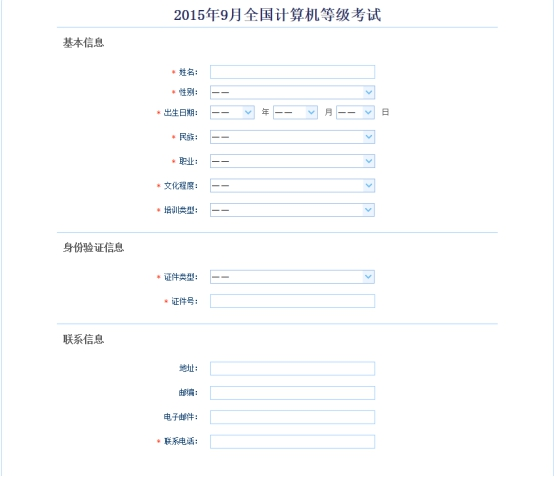 2015年9月全国计算机等级考试
基本信息
* 姓名:
* 性别: ——
* 出生日期: —— 年 —— 月 —— 日
* 民族: ——
* 职业: ——
* 文化程度: ——
* 培训类型: ——
身份验证信息
* 证件类型: ——
* 证件号:
联系信息
地址:
邮编:
电子邮件:
* 联系电话: